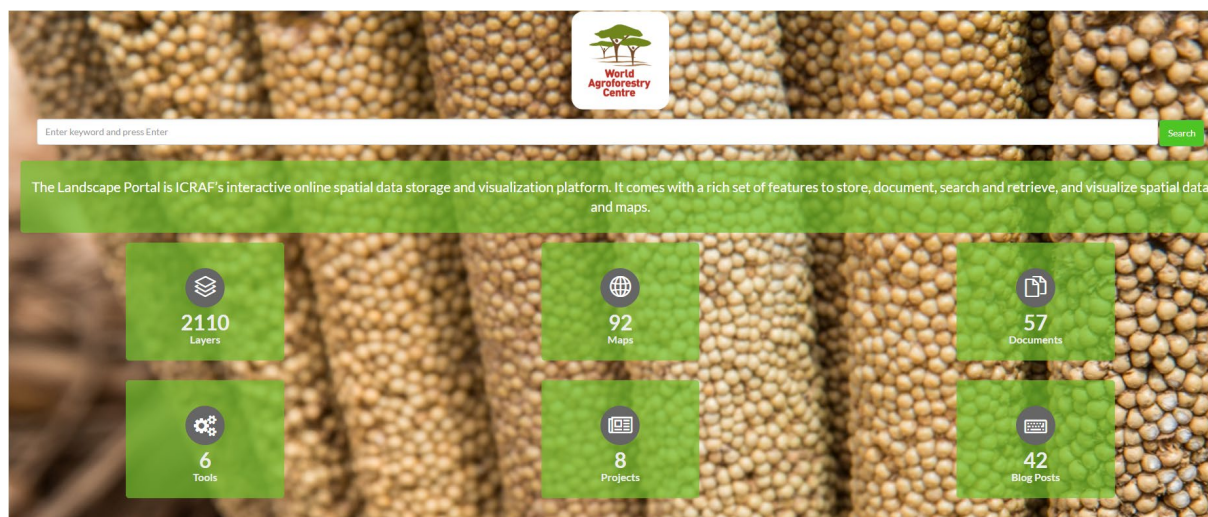 World
Agroforestry
Centre
Enter keyword and press Enter
Search
The Landscape Portal is ICRAF's interactive online spatial data storage and visualization platform. It comes with a rich set of features to store, document, search and retrieve, and visualize spatial data
and maps.
2110
Layers
92
Maps
57
Documents
6
Tools
8
Projects
42
Blog Posts